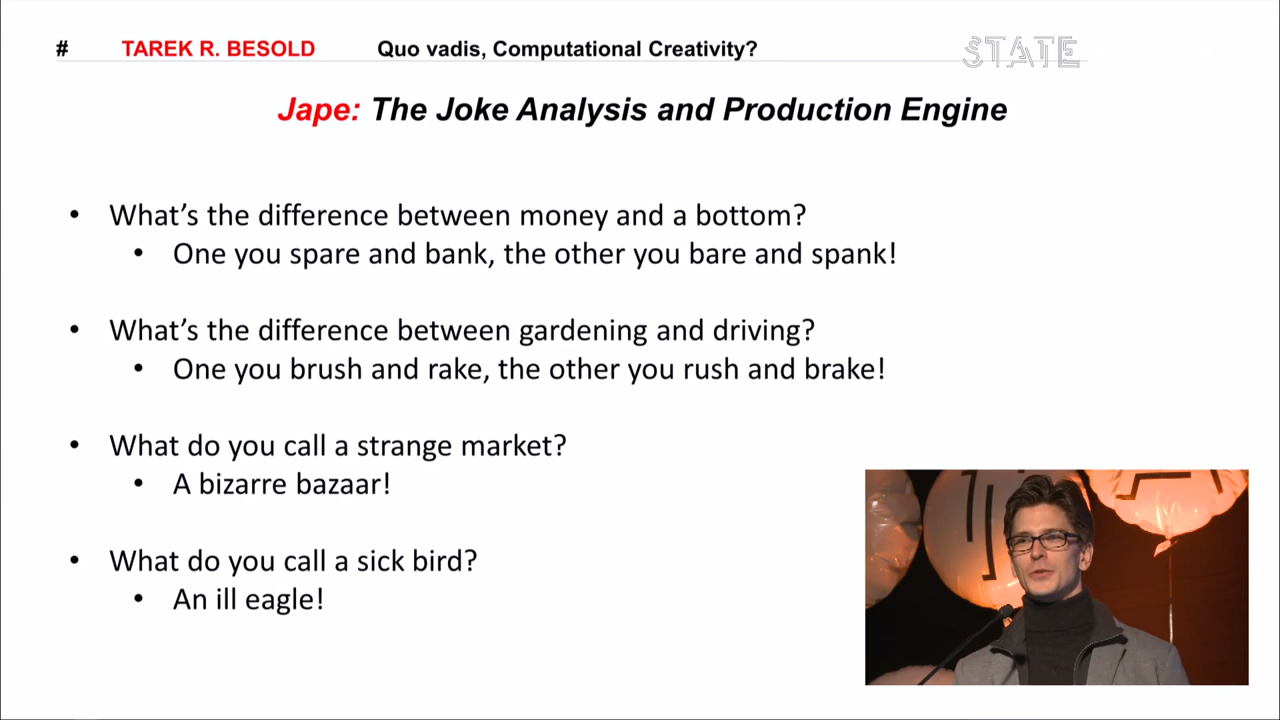 # TAREK R. BESOLD Quo vadis, Computational Creativity? STATE
Jape: The Joke Analysis and Production Engine
• What’s the difference between money and a bottom?
• One you spare and bank, the other you bare and spank!
• What’s the difference between gardening and driving?
• One you brush and rake, the other you rush and brake!
• What do you call a strange market?
• A bizarre bazaar!
• What do you call a sick bird?
• An ill eagle!